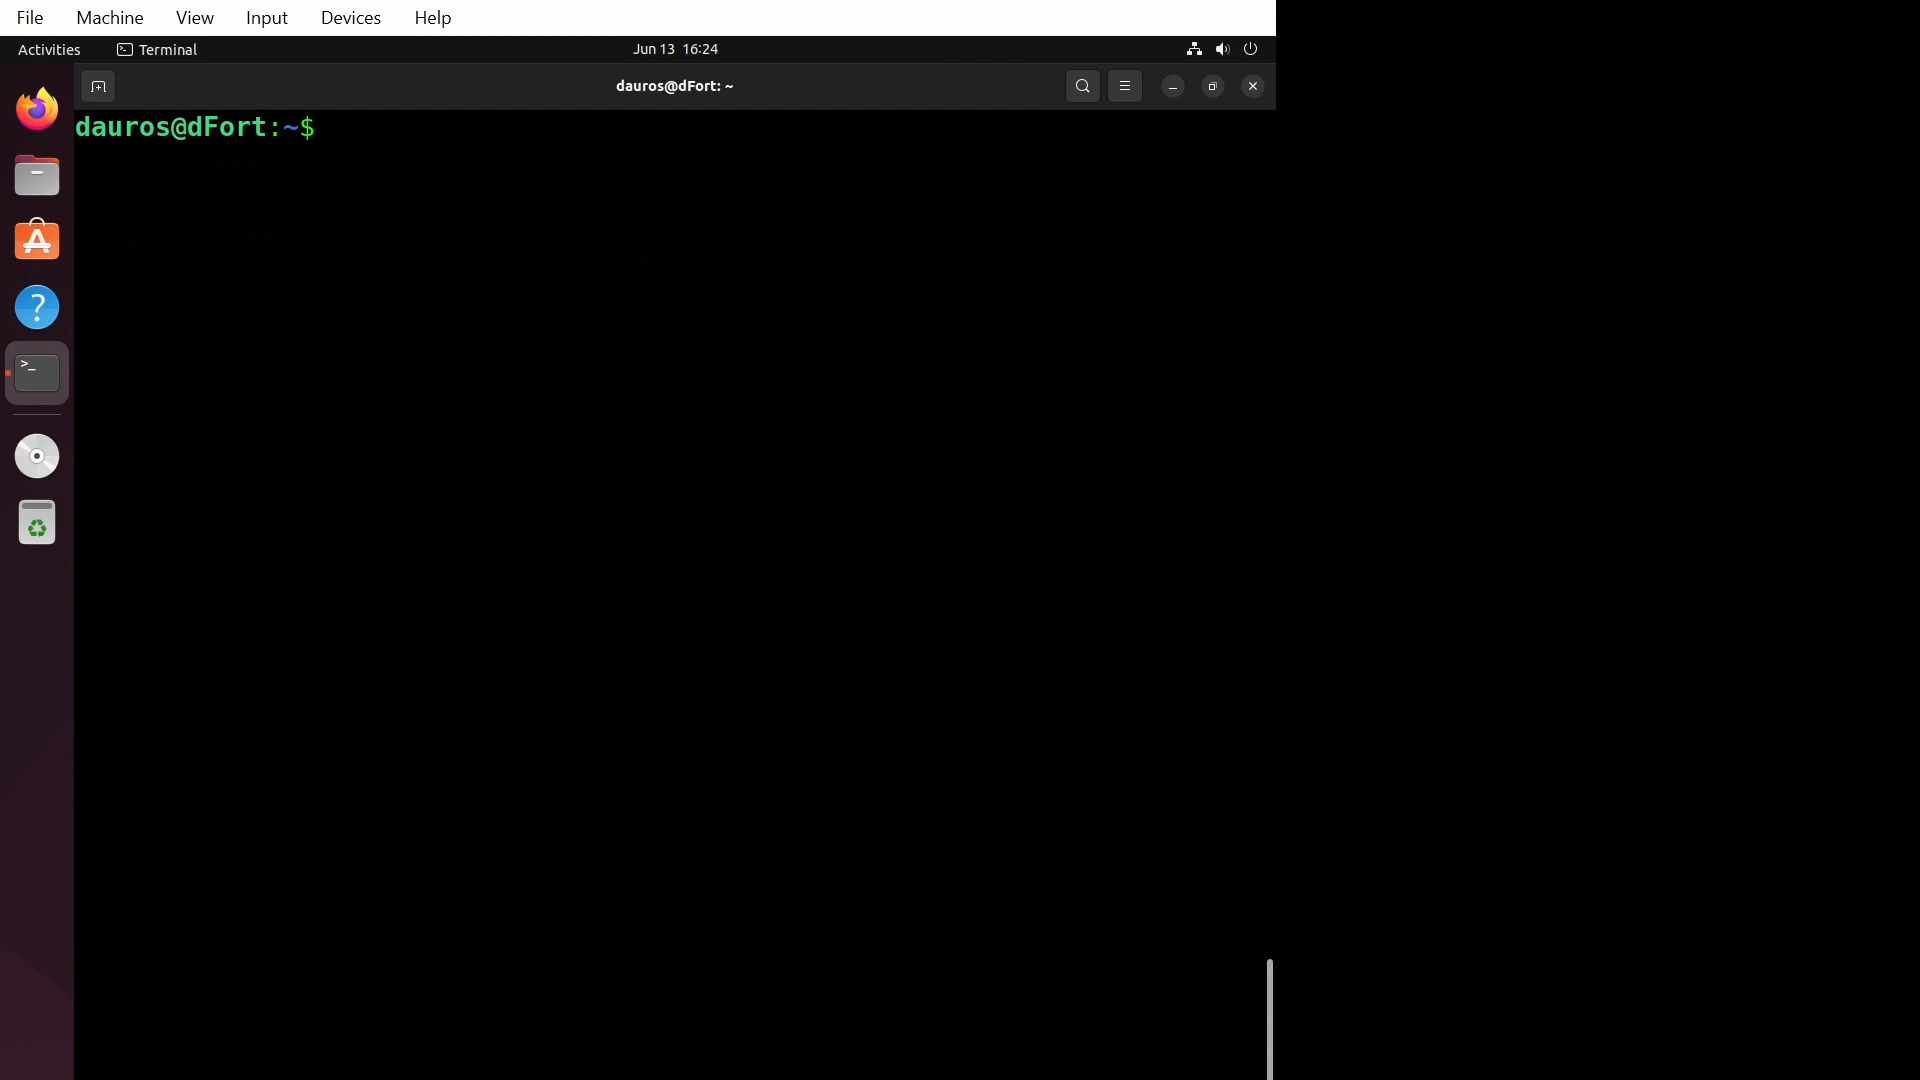 File Machine View Input Devices Help
Activities Terminal Jun 13 16:24
dauros@dFort: ~
dauros@dFort:~$